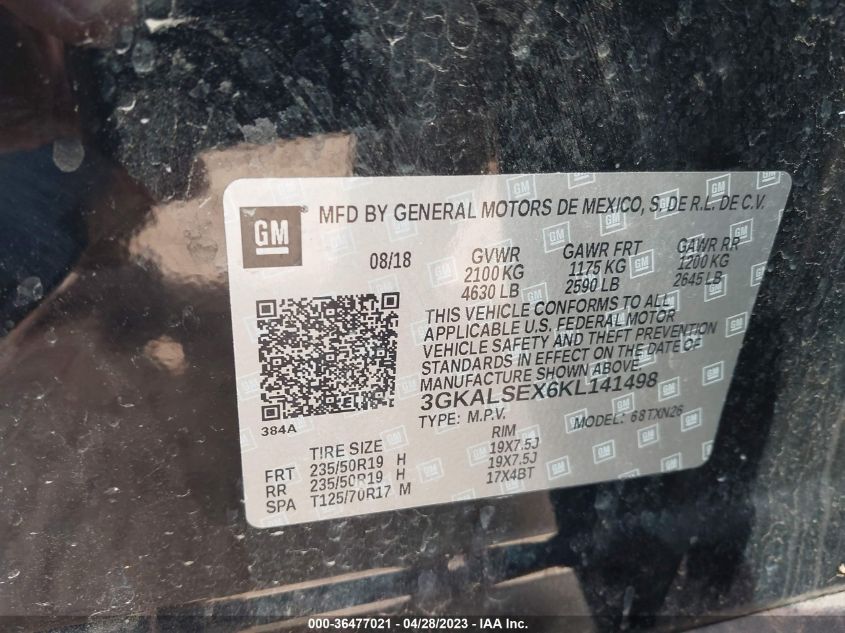 GM ® MFD BY GENERAL MOTORS DE MEXICO, S. DE R.L. DE C.V.
08/18 GVWR GAWR FRT GAWR RR
2100 KG 1175 KG 1200 KG
4630 LB 2590 LB 2645 LB
THIS VEHICLE CONFORMS TO ALL
APPLICABLE U.S. FEDERAL MOTOR
VEHICLE SAFETY AND THEFT PREVENTION
STANDARDS IN EFFECT ON THE DATE OF
MANUFACTURE SHOWN ABOVE
3GKALSEX6KL141498
TYPE: M.P.V. MODEL: 68TXN26
384A
TIRE SIZE RIM
FRT 235/50R19 H 19X7.5J
RR 235/50R19 H 19X7.5J
SPA T125/70R17 M 17X4BT
000-36477021 - 04/28/2023 - IAA Inc.